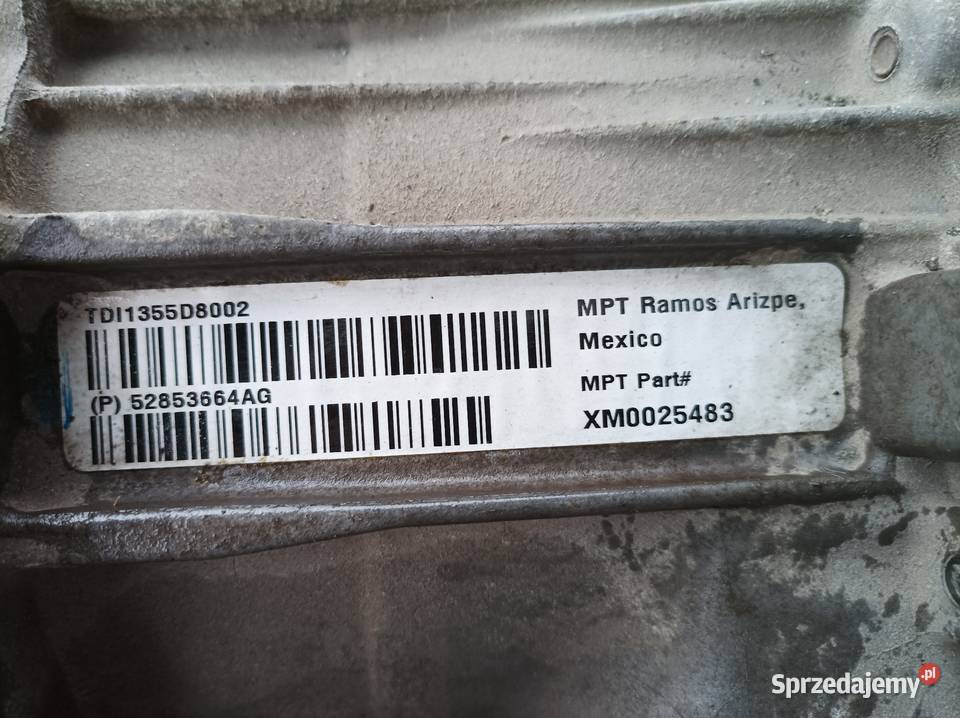 TDI1355D8002
(P) 52853664AG
MPT Ramos Arizpe,
Mexico
MPT Part#
XM0025483
Sprzedajemy.pl